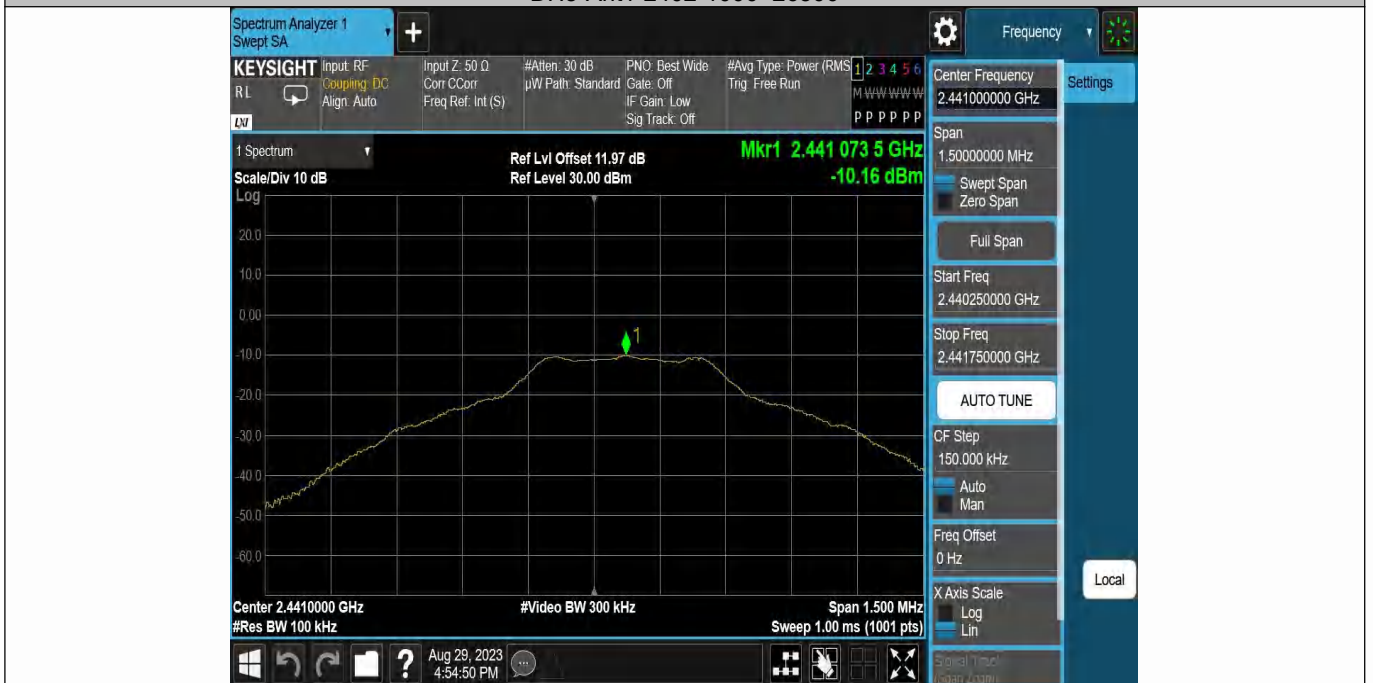 Spectrum Analyzer 1
Swept SA
+
Frequency
KEYSIGHT
RL
LXI
Input: RF
Coupling: DC
Align: Auto
Input Z: 50 Ω
Corr CCorr
Freq Ref: Int (S)
#Atten: 30 dB
µW Path: Standard
PNO: Best Wide
Gate: Off
IF Gain: Low
Sig Track: Off
#Avg Type: Power (RMS
Trig: Free Run
1 2 3 4 5 6
M W W W W W
P P P P P P
Center Frequency
2.441000000 GHz
Settings
1 Spectrum
Scale/Div 10 dB
Log
Ref Lvl Offset 11.97 dB
Ref Level 30.00 dBm
Mkr1 2.441 073 5 GHz
-10.16 dBm
20.0
10.0
0.00
-10.0
-20.0
-30.0
-40.0
-50.0
-60.0
1
Center 2.4410000 GHz
#Res BW 100 kHz
#Video BW 300 kHz
Span 1.500 MHz
Sweep 1.00 ms (1001 pts)
Span
1.50000000 MHz
Swept Span
Zero Span
Full Span
Start Freq
2.440250000 GHz
Stop Freq
2.441750000 GHz
AUTO TUNE
CF Step
150.000 kHz
Auto
Man
Freq Offset
0 Hz
X Axis Scale
Log
Lin
Local
?
Aug 29, 2023
4:54:50 PM